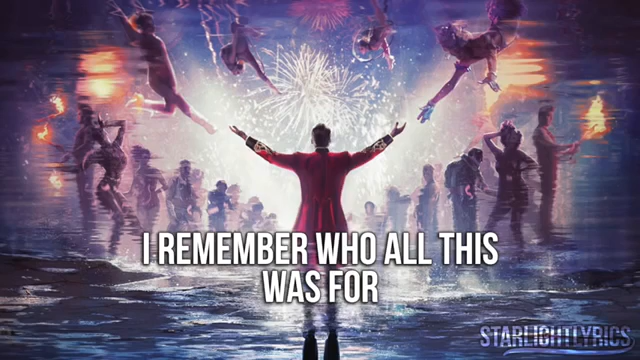 I REMEMBER WHO ALL THIS
WAS FOR
STARLIGHTLYRICS